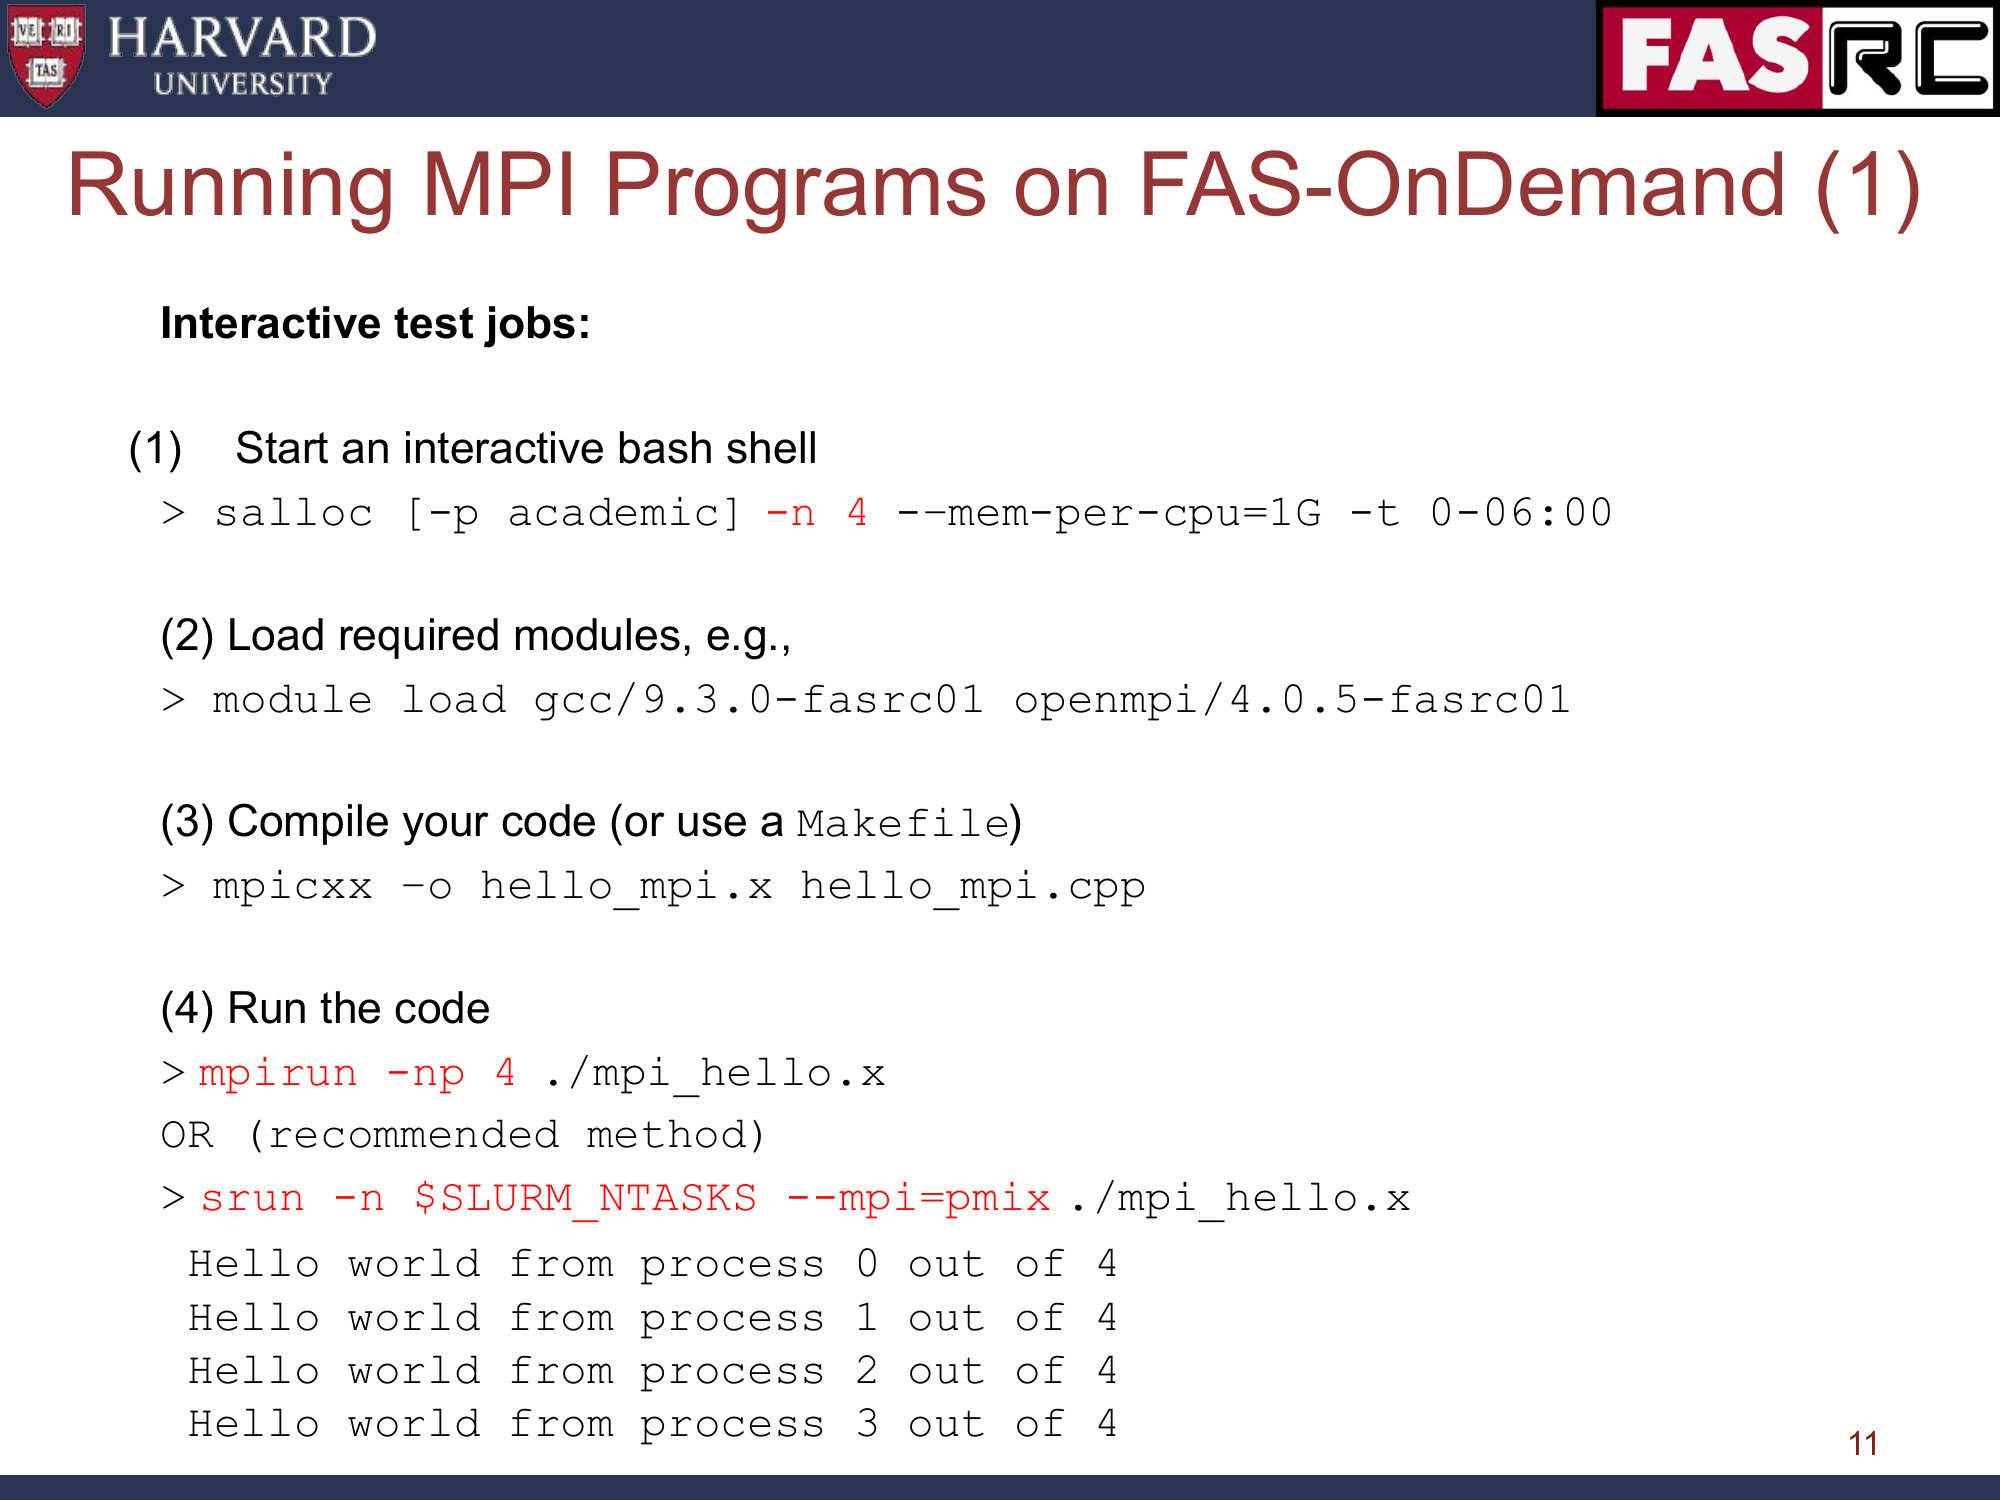 VE RI TAS
HARVARD
UNIVERSITY
FASRC
Running MPI Programs on FAS-OnDemand (1)
Interactive test jobs:
(1) Start an interactive bash shell
> salloc [-p academic] -n 4 -–mem-per-cpu=1G -t 0-06:00
(2) Load required modules, e.g.,
> module load gcc/9.3.0-fasrc01 openmpi/4.0.5-fasrc01
(3) Compile your code (or use a Makefile)
> mpicxx –o hello_mpi.x hello_mpi.cpp
(4) Run the code
> mpirun -np 4 ./mpi_hello.x
OR (recommended method)
> srun -n $SLURM_NTASKS --mpi=pmix ./mpi_hello.x
Hello world from process 0 out of 4
Hello world from process 1 out of 4
Hello world from process 2 out of 4
Hello world from process 3 out of 4
11